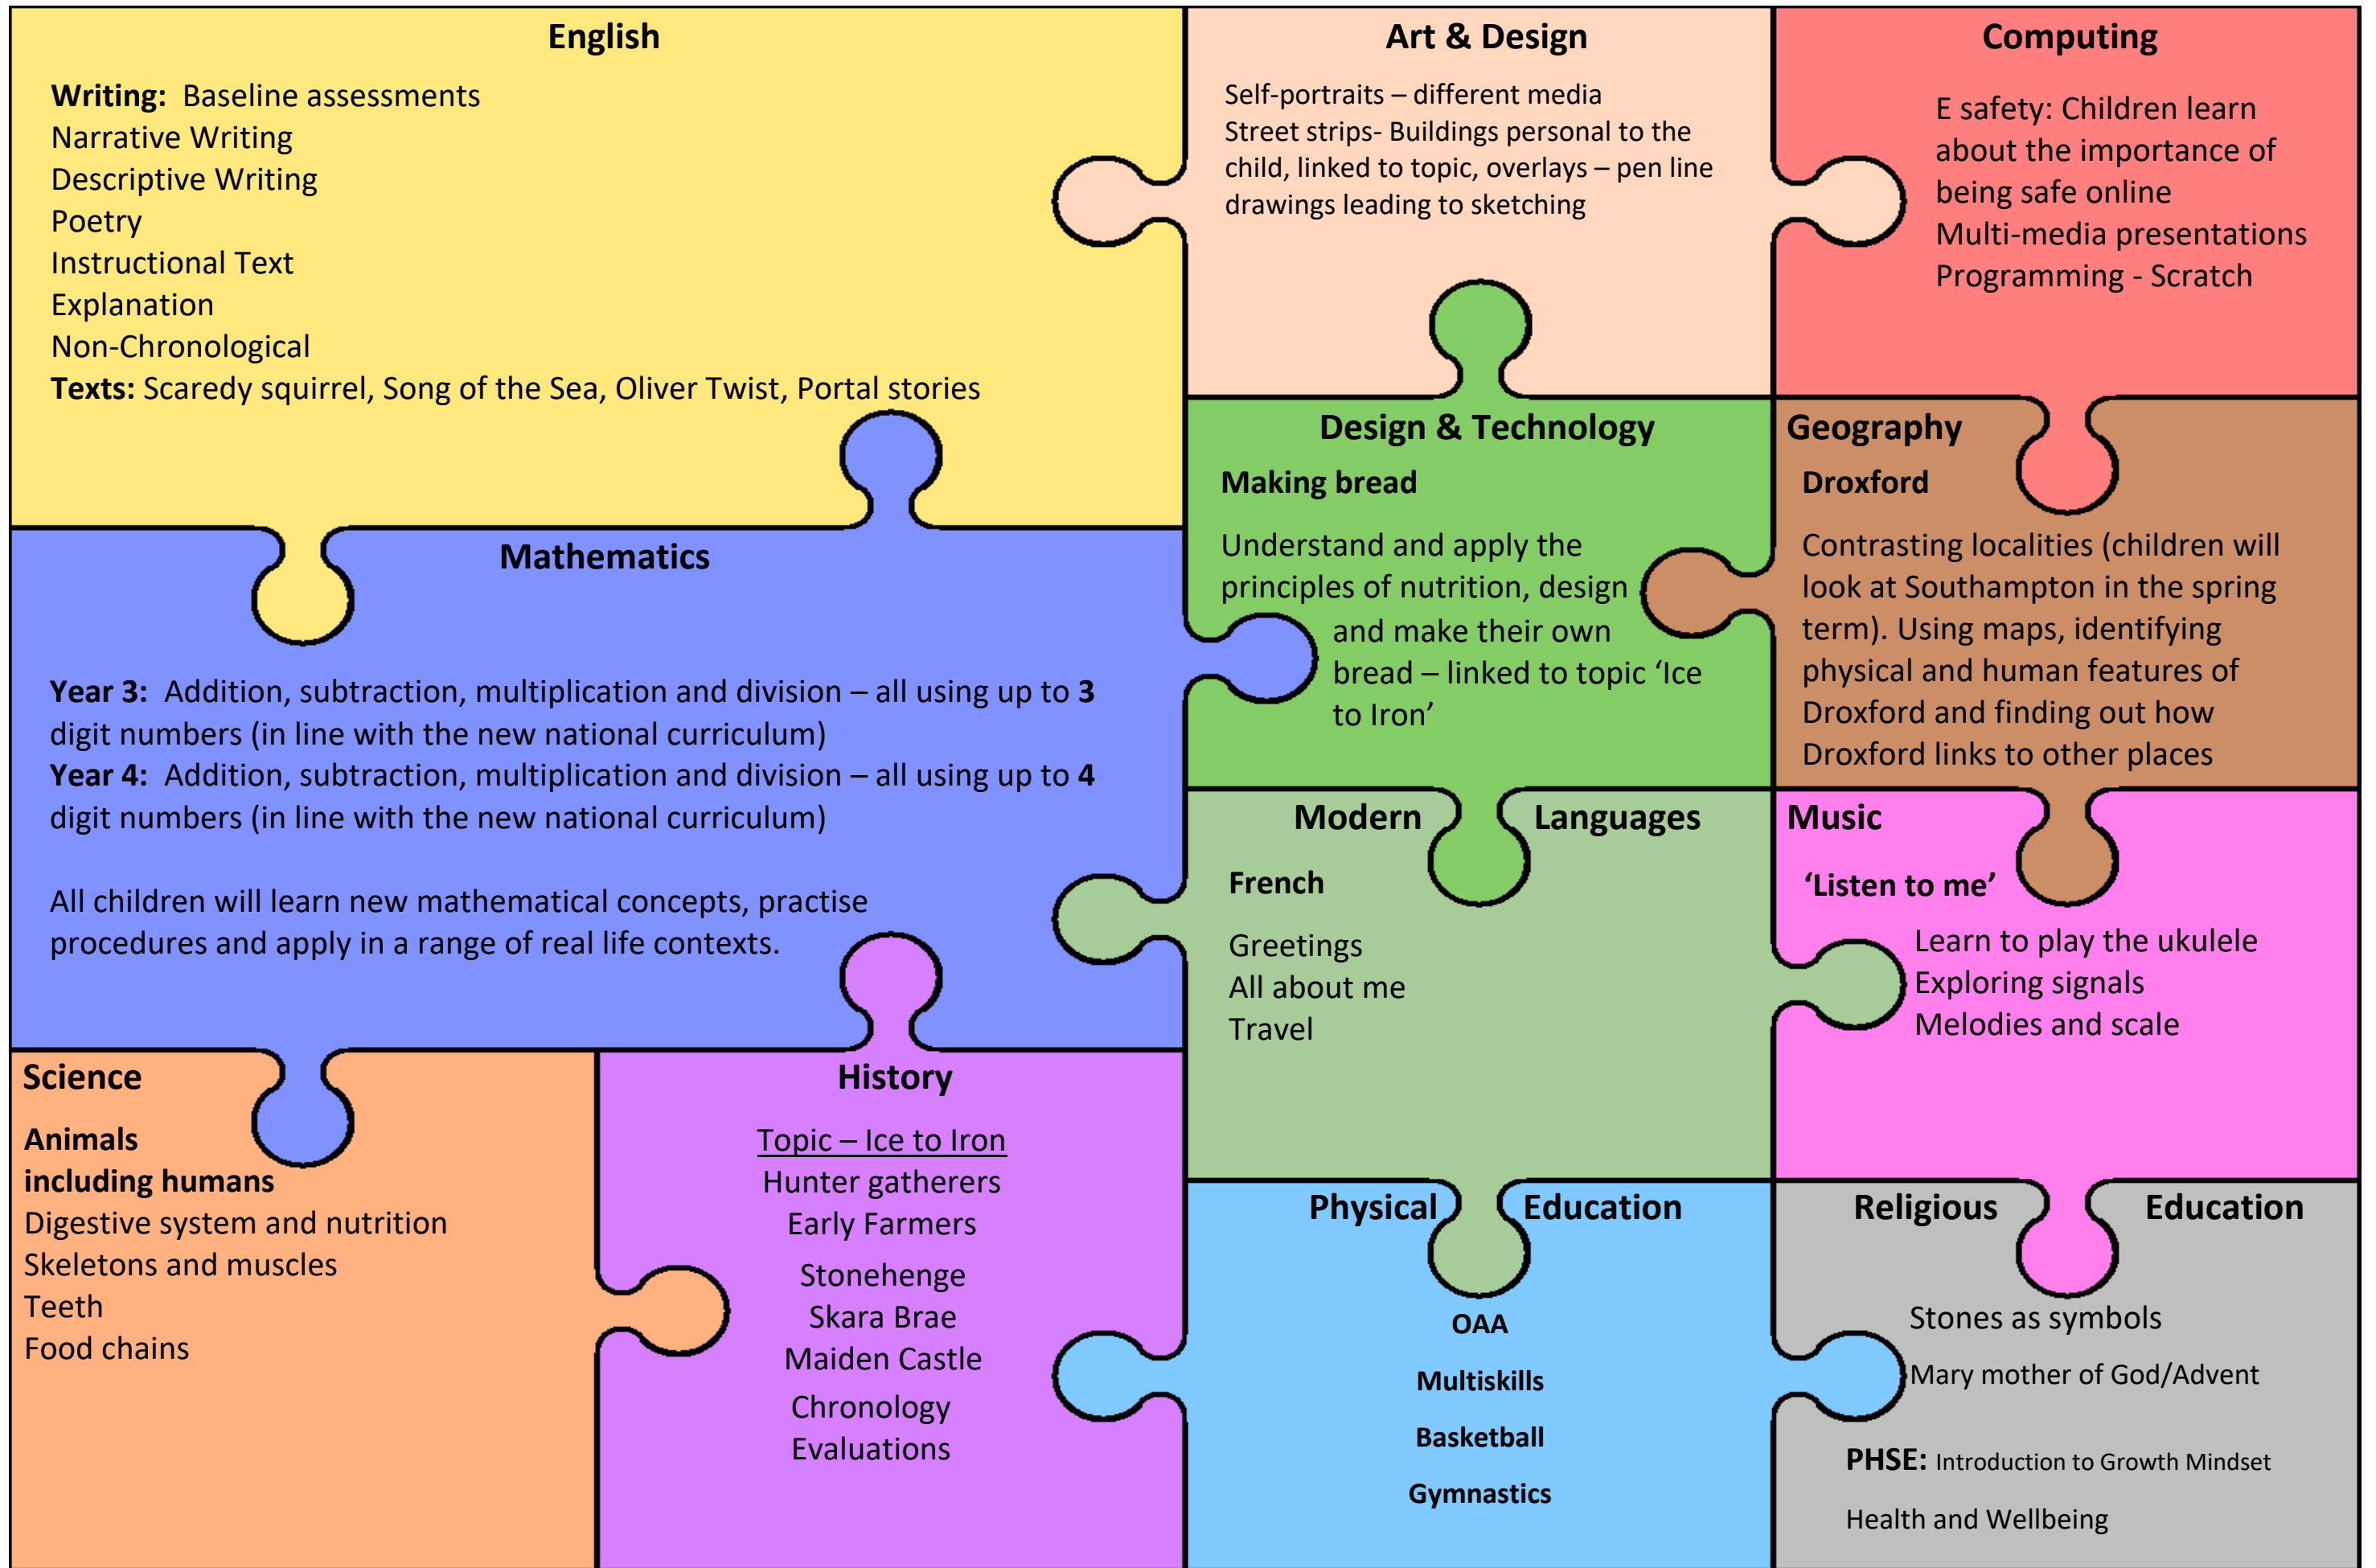 English
Writing: Baseline assessments
Narrative Writing
Descriptive Writing
Poetry
Instructional Text
Explanation
Non-Chronological
Texts: Scaredy squirrel, Song of the Sea, Oliver Twist, Portal stories
Art & Design
Self-portraits – different media
Street strips- Buildings personal to the
child, linked to topic, overlays – pen line
drawings leading to sketching
Computing
E safety: Children learn
about the importance of
being safe online
Multi-media presentations
Programming - Scratch
Mathematics
Year 3: Addition, subtraction, multiplication and division – all using up to 3
digit numbers (in line with the new national curriculum)
Year 4: Addition, subtraction, multiplication and division – all using up to 4
digit numbers (in line with the new national curriculum)
All children will learn new mathematical concepts, practise
procedures and apply in a range of real life contexts.
Design & Technology
Making bread
Understand and apply the
principles of nutrition, design
and make their own
bread – linked to topic ‘Ice
to Iron’
Geography
Droxford
Contrasting localities (children will
look at Southampton in the spring
term). Using maps, identifying
physical and human features of
Droxford and finding out how
Droxford links to other places
Modern Languages
French
Greetings
All about me
Travel
Music
‘Listen to me’
Learn to play the ukulele
Exploring signals
Melodies and scale
Science
Animals
including humans
Digestive system and nutrition
Skeletons and muscles
Teeth
Food chains
History
Topic – Ice to Iron
Hunter gatherers
Early Farmers
Stonehenge
Skara Brae
Maiden Castle
Chronology
Evaluations
Physical Education
OAA
Multiskills
Basketball
Gymnastics
Religious Education
Stones as symbols
Mary mother of God/Advent
PHSE: Introduction to Growth Mindset
Health and Wellbeing